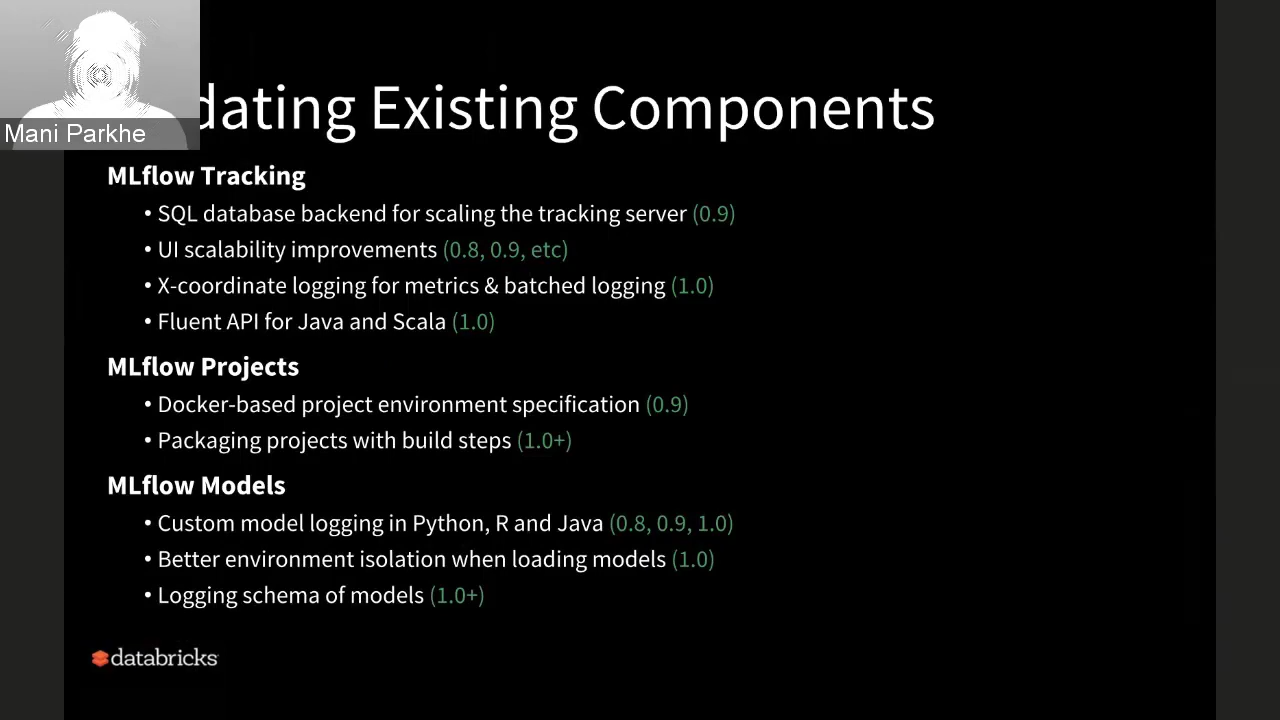 dating Existing Components
Mani Parkhe
MLflow Tracking
• SQL database backend for scaling the tracking server (0.9)
• UI scalability improvements (0.8, 0.9, etc)
• X-coordinate logging for metrics & batched logging (1.0)
• Fluent API for Java and Scala (1.0)
MLflow Projects
• Docker-based project environment specification (0.9)
• Packaging projects with build steps (1.0+)
MLflow Models
• Custom model logging in Python, R and Java (0.8, 0.9, 1.0)
• Better environment isolation when loading models (1.0)
• Logging schema of models (1.0+)
databricks